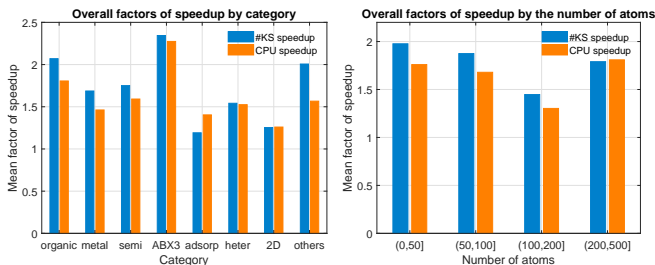 Overall factors of speedup by category
#KS speedup
CPU speedup
Mean factor of speedup
2.5
2
1.5
1
0.5
0
organic metal semi ABX3 adsorp heter 2D others
Category
Overall factors of speedup by the number of atoms
#KS speedup
CPU speedup
Mean factor of speedup
2
1.5
1
0.5
0
(0,50] (50,100] (100,200] (200,500]
Number of atoms